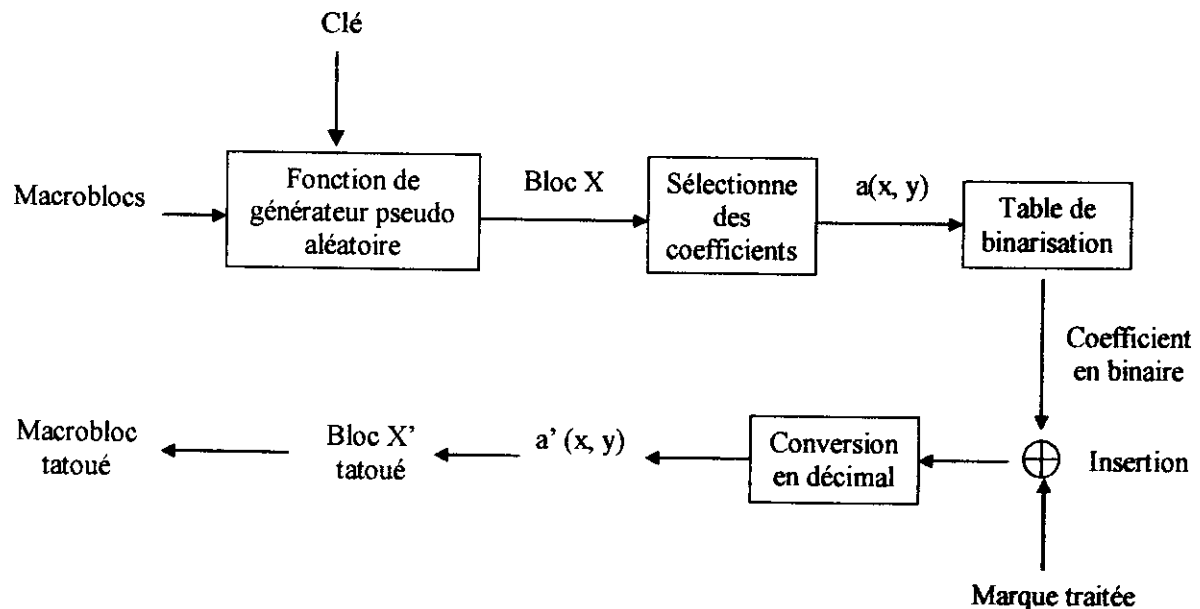 Clé
Macroblocs
Fonction de
générateur pseudo
aléatoire
Bloc X
Sélectionne
des
coefficients
a(x, y)
Table de
binarisation
Coefficient
en binaire
Macrobloc
tatoué
Bloc X’
tatoué
a’ (x, y)
Conversion
en décimal
Insertion
Marque traitée